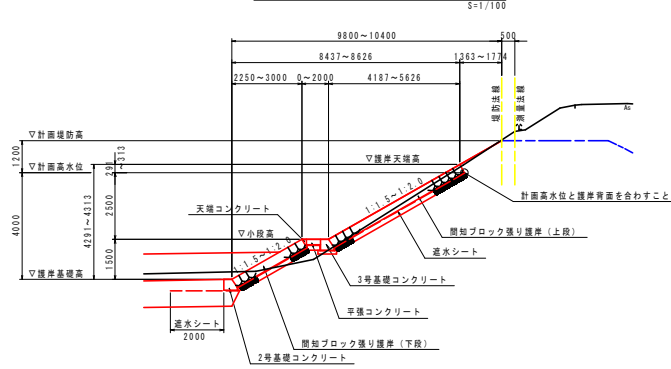 S=1/100
9800～10400
500
8437～8626
1363～1774
2250～3000
0～2000
4187～5626
堤防法線
測量法線
As
▽計画堤防高
1200
▽計画高水位
291
～313
▽護岸天端高
4000
4291～4313
2500
1500
天端コンクリート
▽小段高
1:1.5～1:2.0
1:1.5～1:2.0
計画高水位と護岸背面を合わすこと
間知ブロック張り護岸（上段）
遮水シート
▽護岸基礎高
3号基礎コンクリート
平張コンクリート
遮水シート
2000
間知ブロック張り護岸（下段）
2号基礎コンクリート